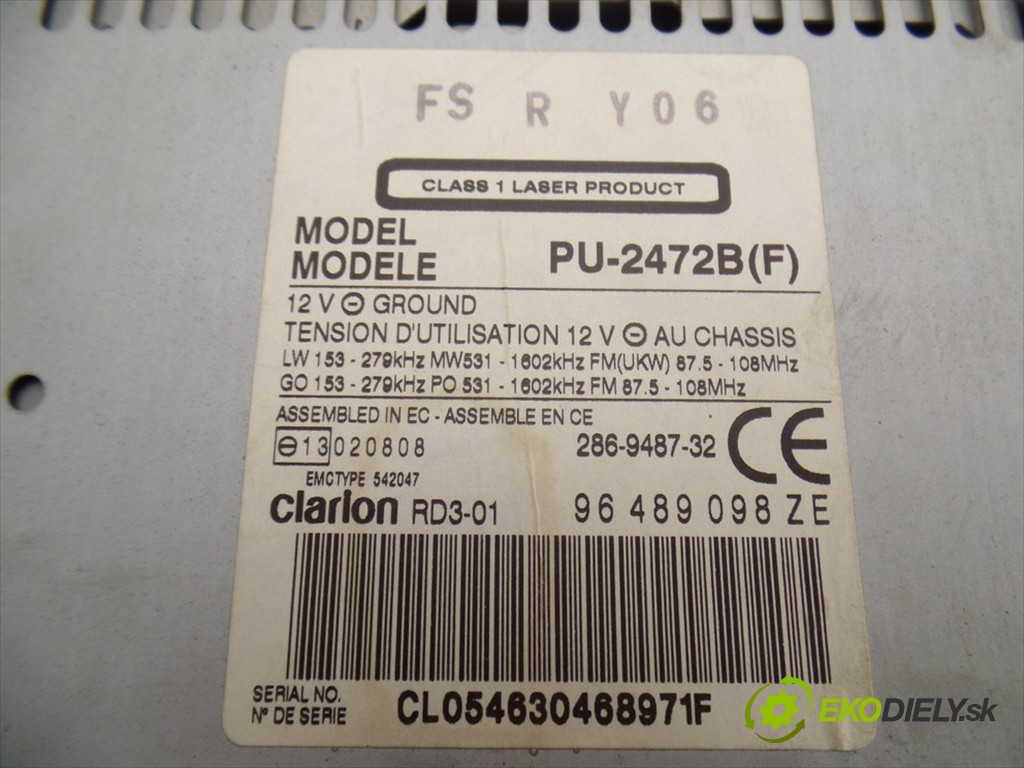 FS R Y06
CLASS 1 LASER PRODUCT
MODEL
MODELE
PU-2472B(F)
12 V ⊖ GROUND
TENSION D'UTILISATION 12 V ⊖ AU CHASSIS
LW 153 - 279kHz MW531 - 1602kHz FM(UKW) 87.5 - 108MHz
GO 153 - 279kHz PO 531 - 1602kHz FM 87.5 - 108MHz
ASSEMBLED IN EC - ASSEMBLE EN CE
⊖13 020808 286-9487-32 CE
EMCTYPE 542047
Clarion RD3-01 96 489 098 ZE
SERIAL NO.
N° DE SERIE
CL054630468971F
EKODIELY.sk